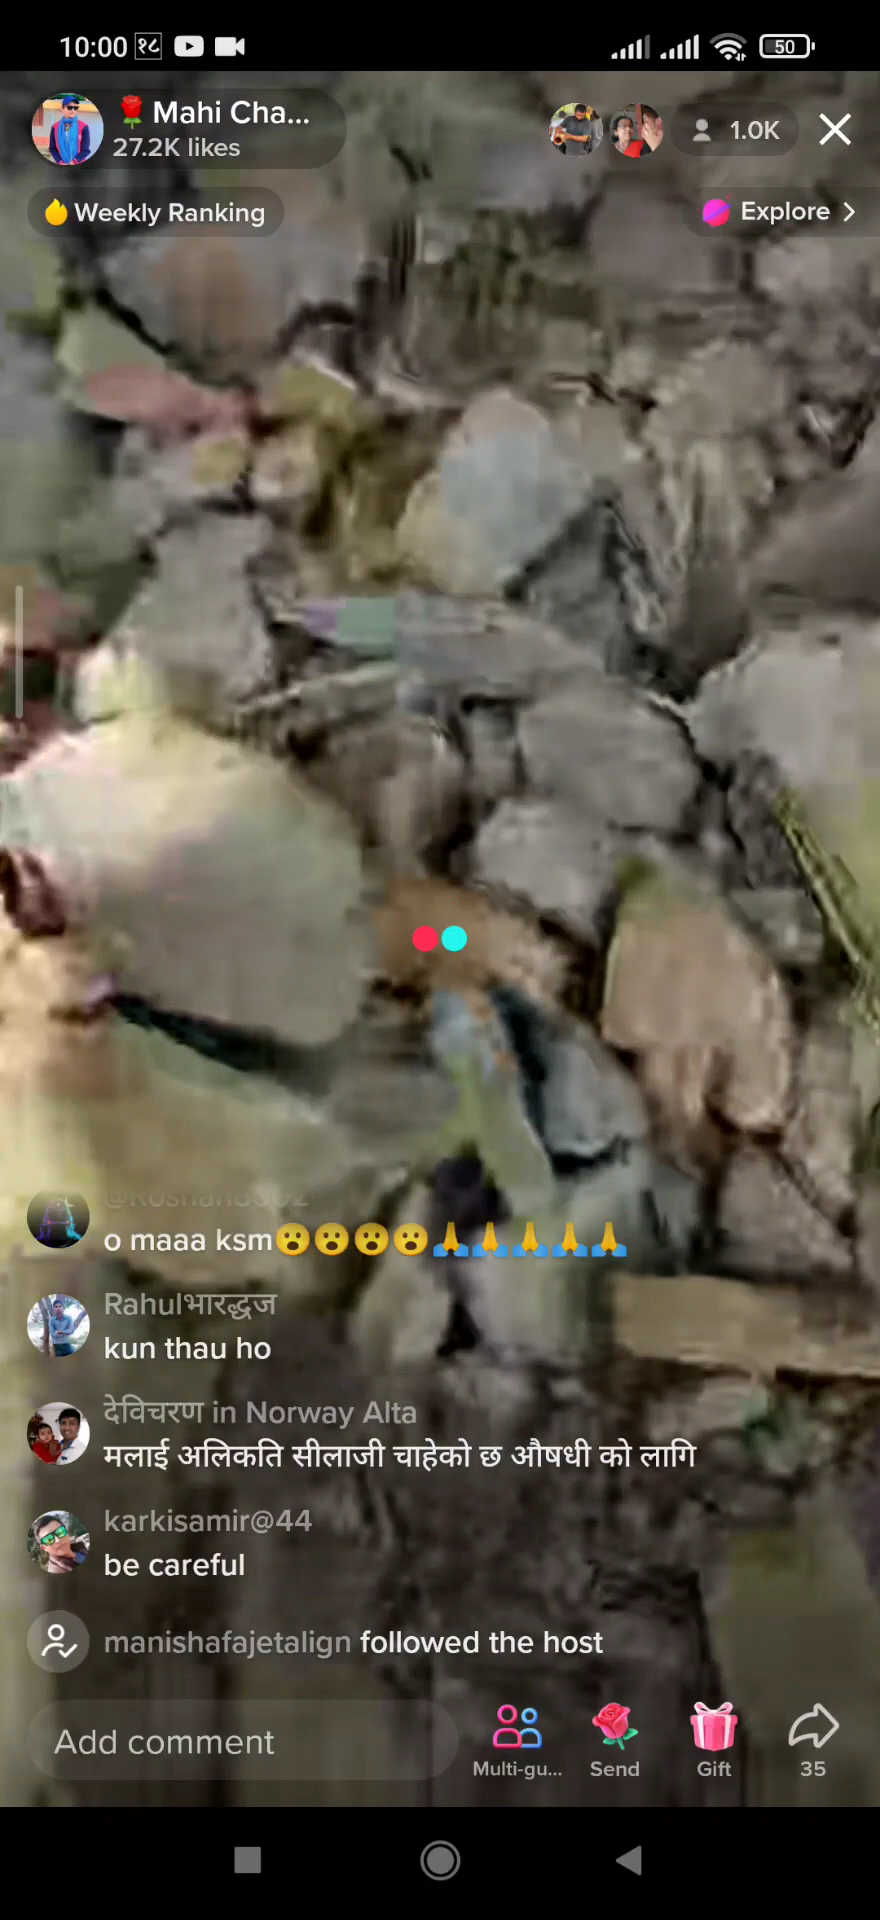 10:00 १८ 50
Mahi Cha...
27.2K likes
1.0K
Weekly Ranking
Explore
o maaa ksm😮😮😮😮🙏🙏🙏🙏🙏
Rahulभारद्धज
kun thau ho
देविचरण in Norway Alta
मलाई अलिकति सीलाजी चाहेको छ औषधी को लागि
karkisamir@44
be careful
manishafajetalign followed the host
Add comment
Multi-gu...
Send
Gift
35